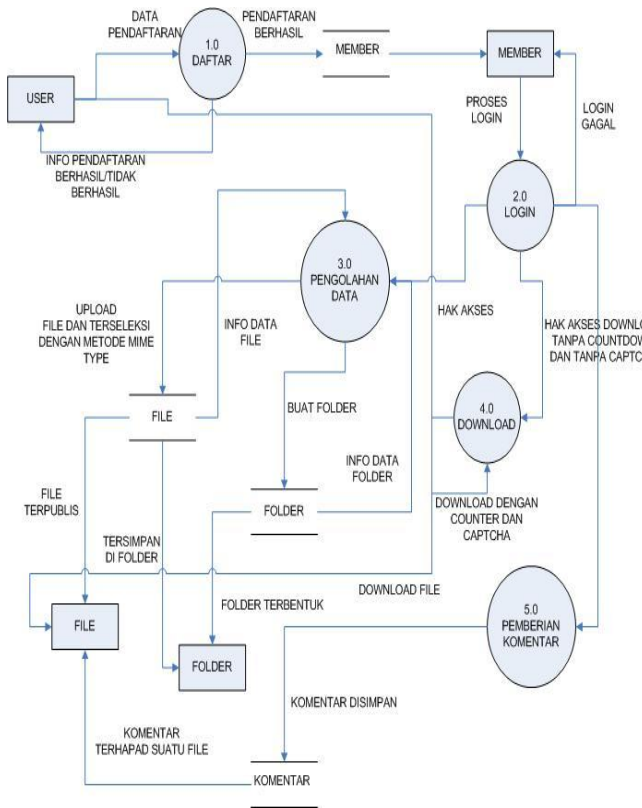 DATA
PENDAFTARAN
PENDAFTARAN
BERHASIL
1.0
DAFTAR
MEMBER
MEMBER
USER
PROSES
LOGIN
LOGIN
GAGAL
INFO PENDAFTARAN
BERHASIL/TIDAK
BERHASIL
2.0
LOGIN
3.0
PENGOLAHAN
DATA
UPLOAD
FILE DAN TERSELEKSI
DENGAN METODE MIME
TYPE
INFO DATA
FILE
HAK AKSES
HAK AKSES DOWNLO
TANPA COUNTDOW
DAN TANPA CAPTC
BUAT FOLDER
FILE
4.0
DOWNLOAD
INFO DATA
FOLDER
FILE
TERPUBLIS
TERSIMPAN
DI FOLDER
FOLDER
DOWNLOAD DENGAN
COUNTER DAN
CAPTCHA
DOWNLOAD FILE
FOLDER TERBENTUK
FILE
5.0
PEMBERIAN
KOMENTAR
FOLDER
KOMENTAR DISIMPAN
KOMENTAR
TERHAPAD SUATU FILE
KOMENTAR